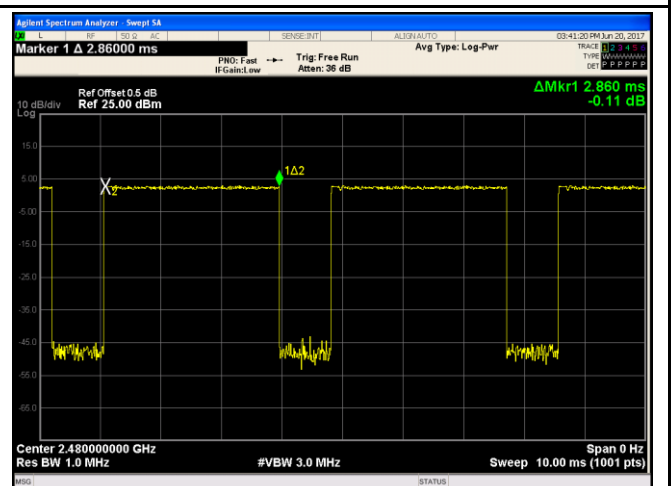 Agilent Spectrum Analyzer - Swept SA
L RF 50 Ω AC SENSE:INT ALIGN AUTO 03:41:20 PM Jun 20, 2017
Marker 1 Δ 2.86000 ms
PNO: Fast
IFGain:Low
Trig: Free Run
Atten: 36 dB
Avg Type: Log-Pwr
TRACE 1 2 3 4 5 6
TYPE WWWWWW
DET P P P P P P
Ref Offset 0.5 dB
Ref 25.00 dBm
10 dB/div
Log
ΔMkr1 2.860 ms
-0.11 dB
15.0
5.00
-5.00
-15.0
-25.0
-35.0
-45.0
-55.0
-65.0
1Δ2
X2
Center 2.480000000 GHz
Span 0 Hz
Res BW 1.0 MHz
#VBW 3.0 MHz
Sweep 10.00 ms (1001 pts)
MSG
STATUS